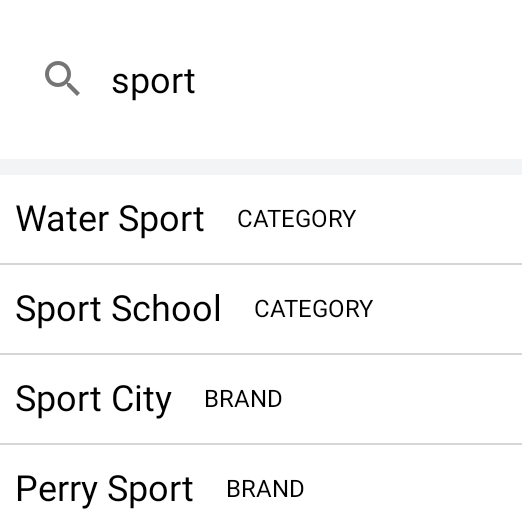 sport
Water Sport CATEGORY
Sport School CATEGORY
Sport City BRAND
Perry Sport BRAND